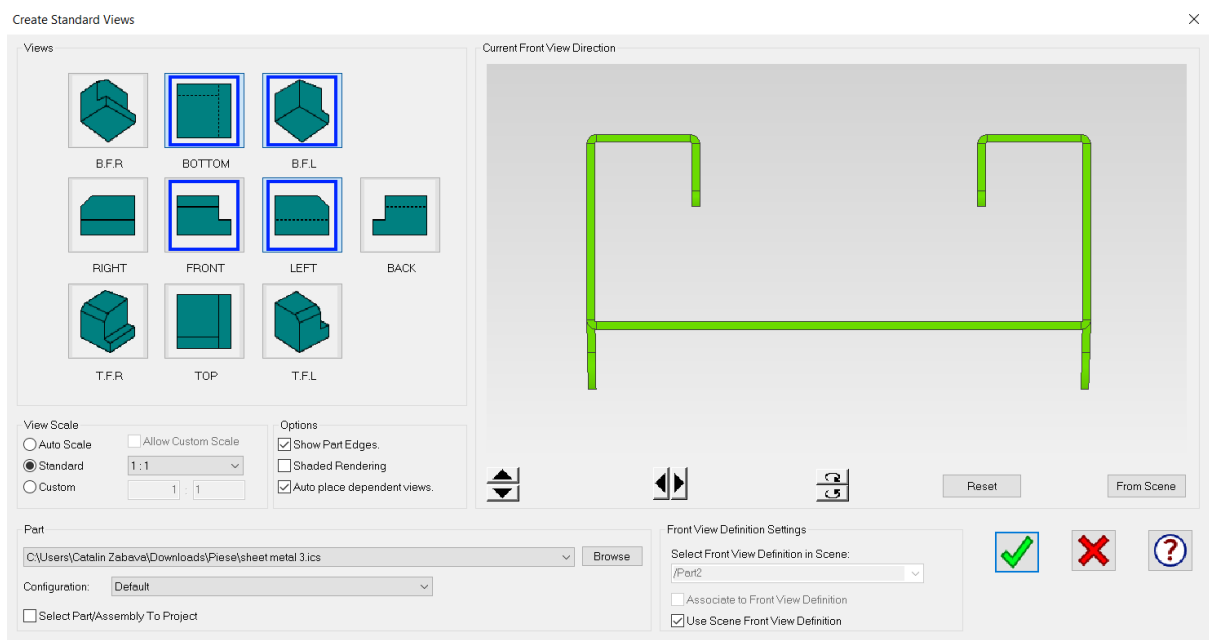 Create Standard Views
Views
B.F.R BOTTOM B.F.L
RIGHT FRONT LEFT BACK
T.F.R TOP T.F.L
Current Front View Direction
Reset From Scene
View Scale
Auto Scale Allow Custom Scale
Standard 1 : 1
Custom 1 : 1
Options
Show Part Edges.
Shaded Rendering
Auto place dependent views.
Part
C:\Users\Catalin Zabava\Downloads\Piese\sheet metal 3.ics Browse
Configuration: Default
Select Part/Assembly To Project
Front View Definition Settings
Select Front View Definition in Scene:
/Part2
Associate to Front View Definition
Use Scene Front View Definition